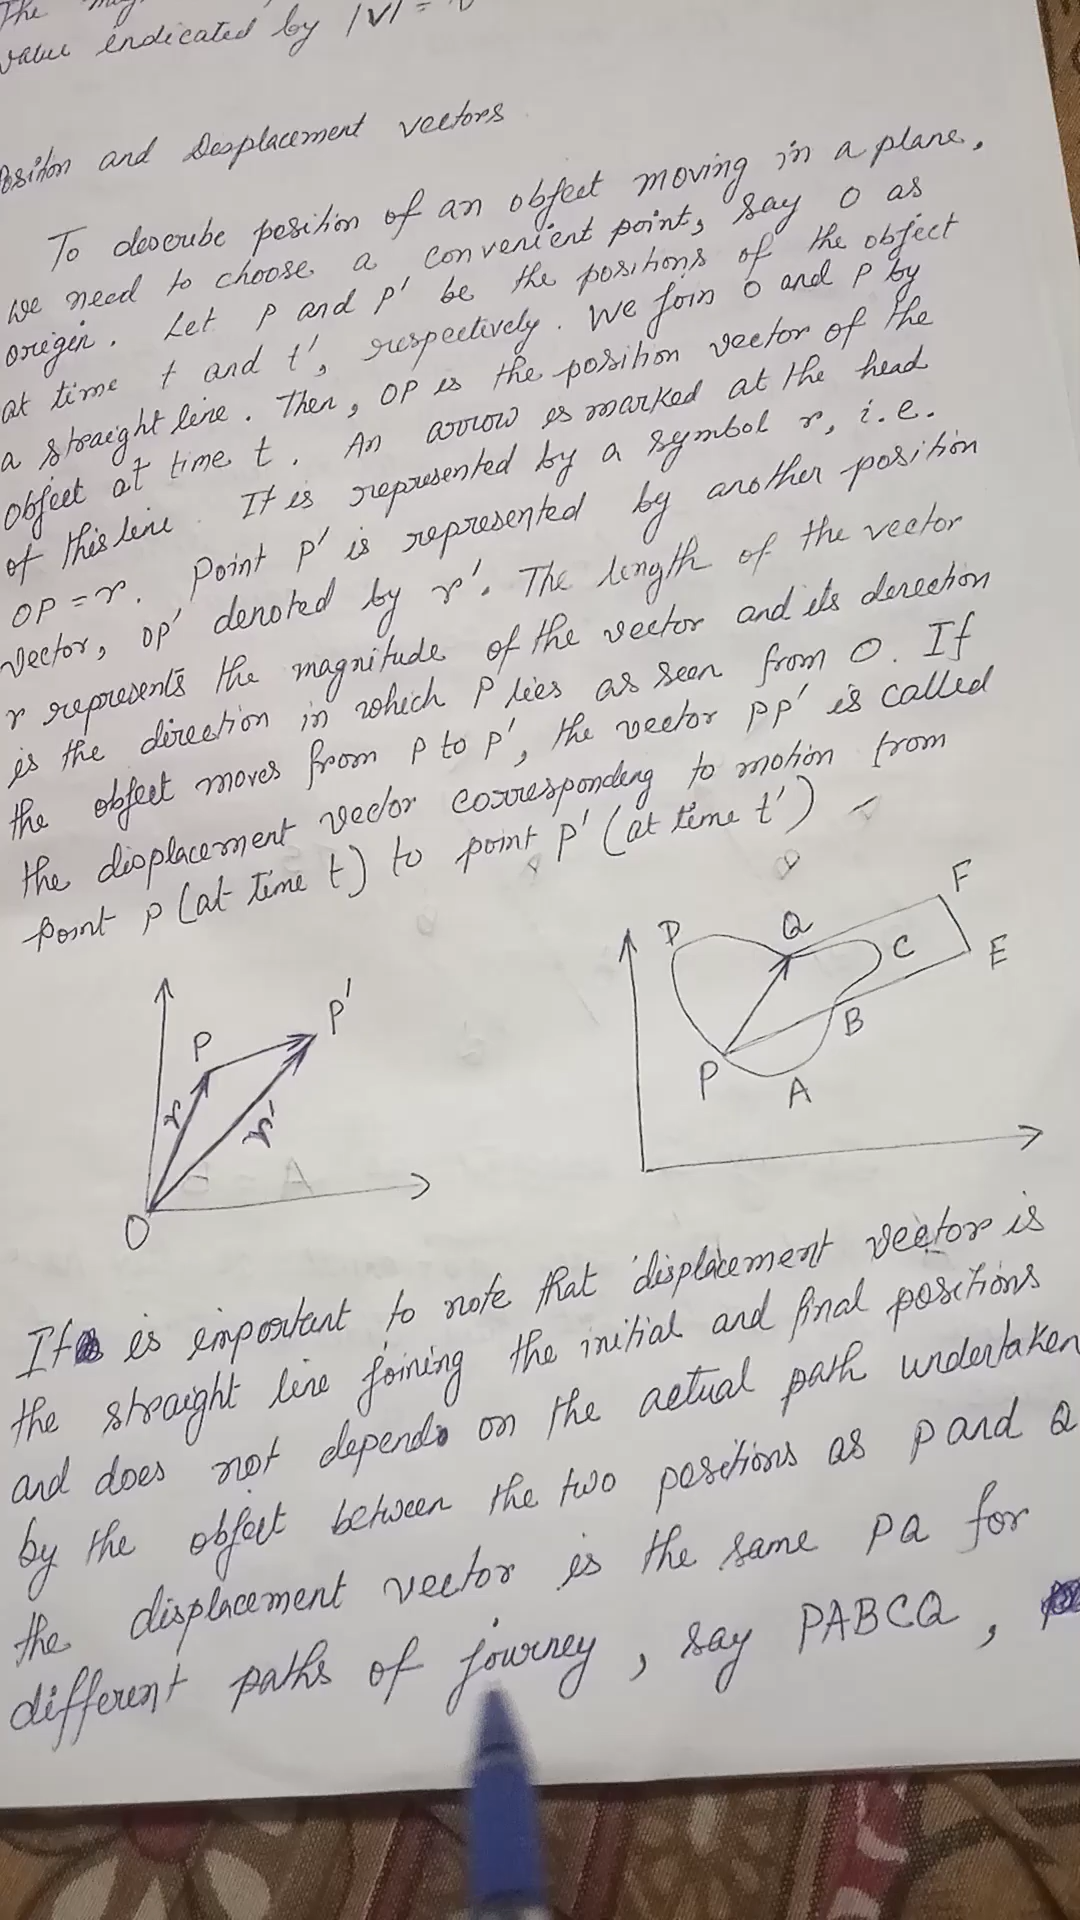 The
value indicated by |V| =
Position and Desplacement vectors
To describe position of an object moving in a plane,
we need to choose a convenient point, say O as
origin. Let P and P' be the positions of the object
at time t and t', respectively. We join O and P by
a straight line. Then, OP is the position vector of the
object at time t. An arrow is marked at the head
of this line. It is represented by a symbol r, i.e.
OP = r. Point P' is represented by another position
vector, OP' denoted by r'. The length of the vector
r represents the magnitude of the vector and its direction
is the direction in which P lies as seen from O. If
the object moves from P to P', the vector PP' is called
the displacement vector corresponding to motion from
point P (at time t) to point P' (at time t')
P P' r r' O
D Q F C E B P A
It is important to note that displacement vector is
the straight line joining the initial and final positions
and does not depend on the actual path undertaken
by the object between the two positions as P and Q
the displacement vector is the same PQ for
different paths of journey, say PABCQ,